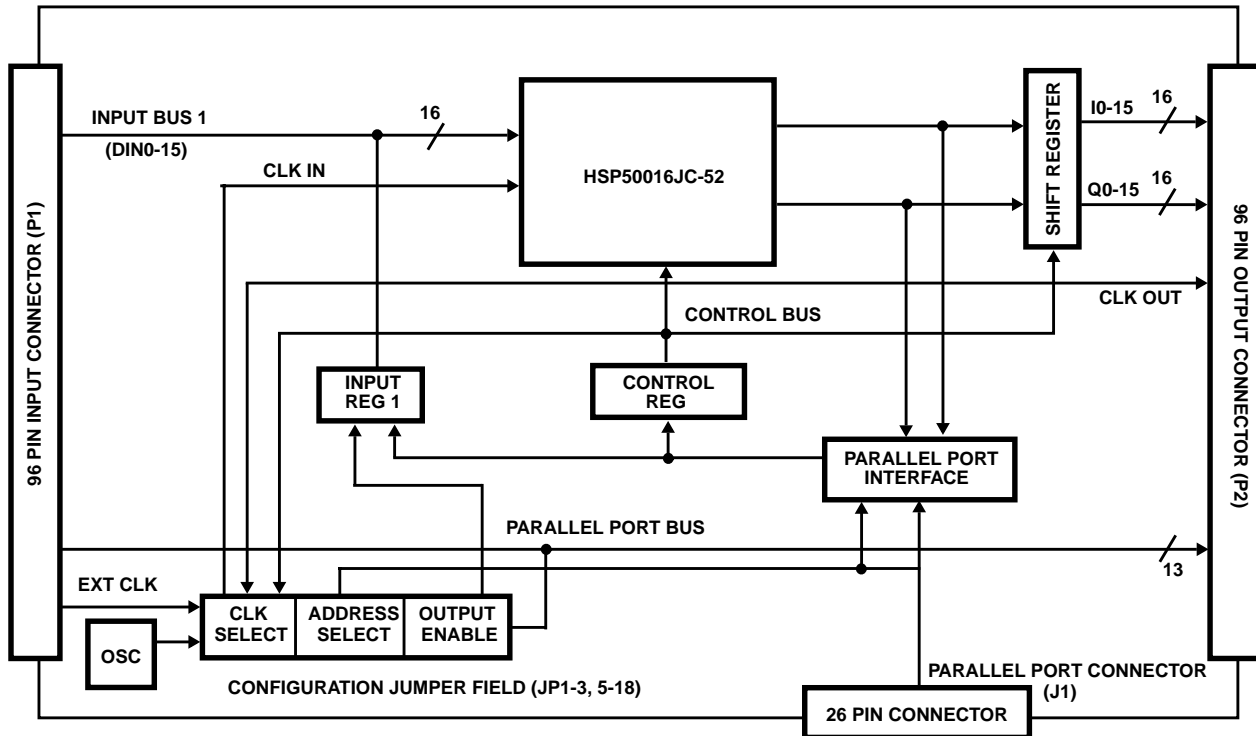 96 PIN INPUT CONNECTOR (P1)
INPUT BUS 1
(DIN0-15)
16
CLK IN
HSP50016JC-52
SHIFT REGISTER
I0-15
16
Q0-15
16
96 PIN OUTPUT CONNECTOR (P2)
CLK OUT
CONTROL BUS
INPUT
REG 1
CONTROL
REG
PARALLEL PORT
INTERFACE
PARALLEL PORT BUS
13
EXT CLK
OSC
CLK
SELECT
ADDRESS
SELECT
OUTPUT
ENABLE
CONFIGURATION JUMPER FIELD (JP1-3, 5-18)
PARALLEL PORT CONNECTOR
(J1)
26 PIN CONNECTOR